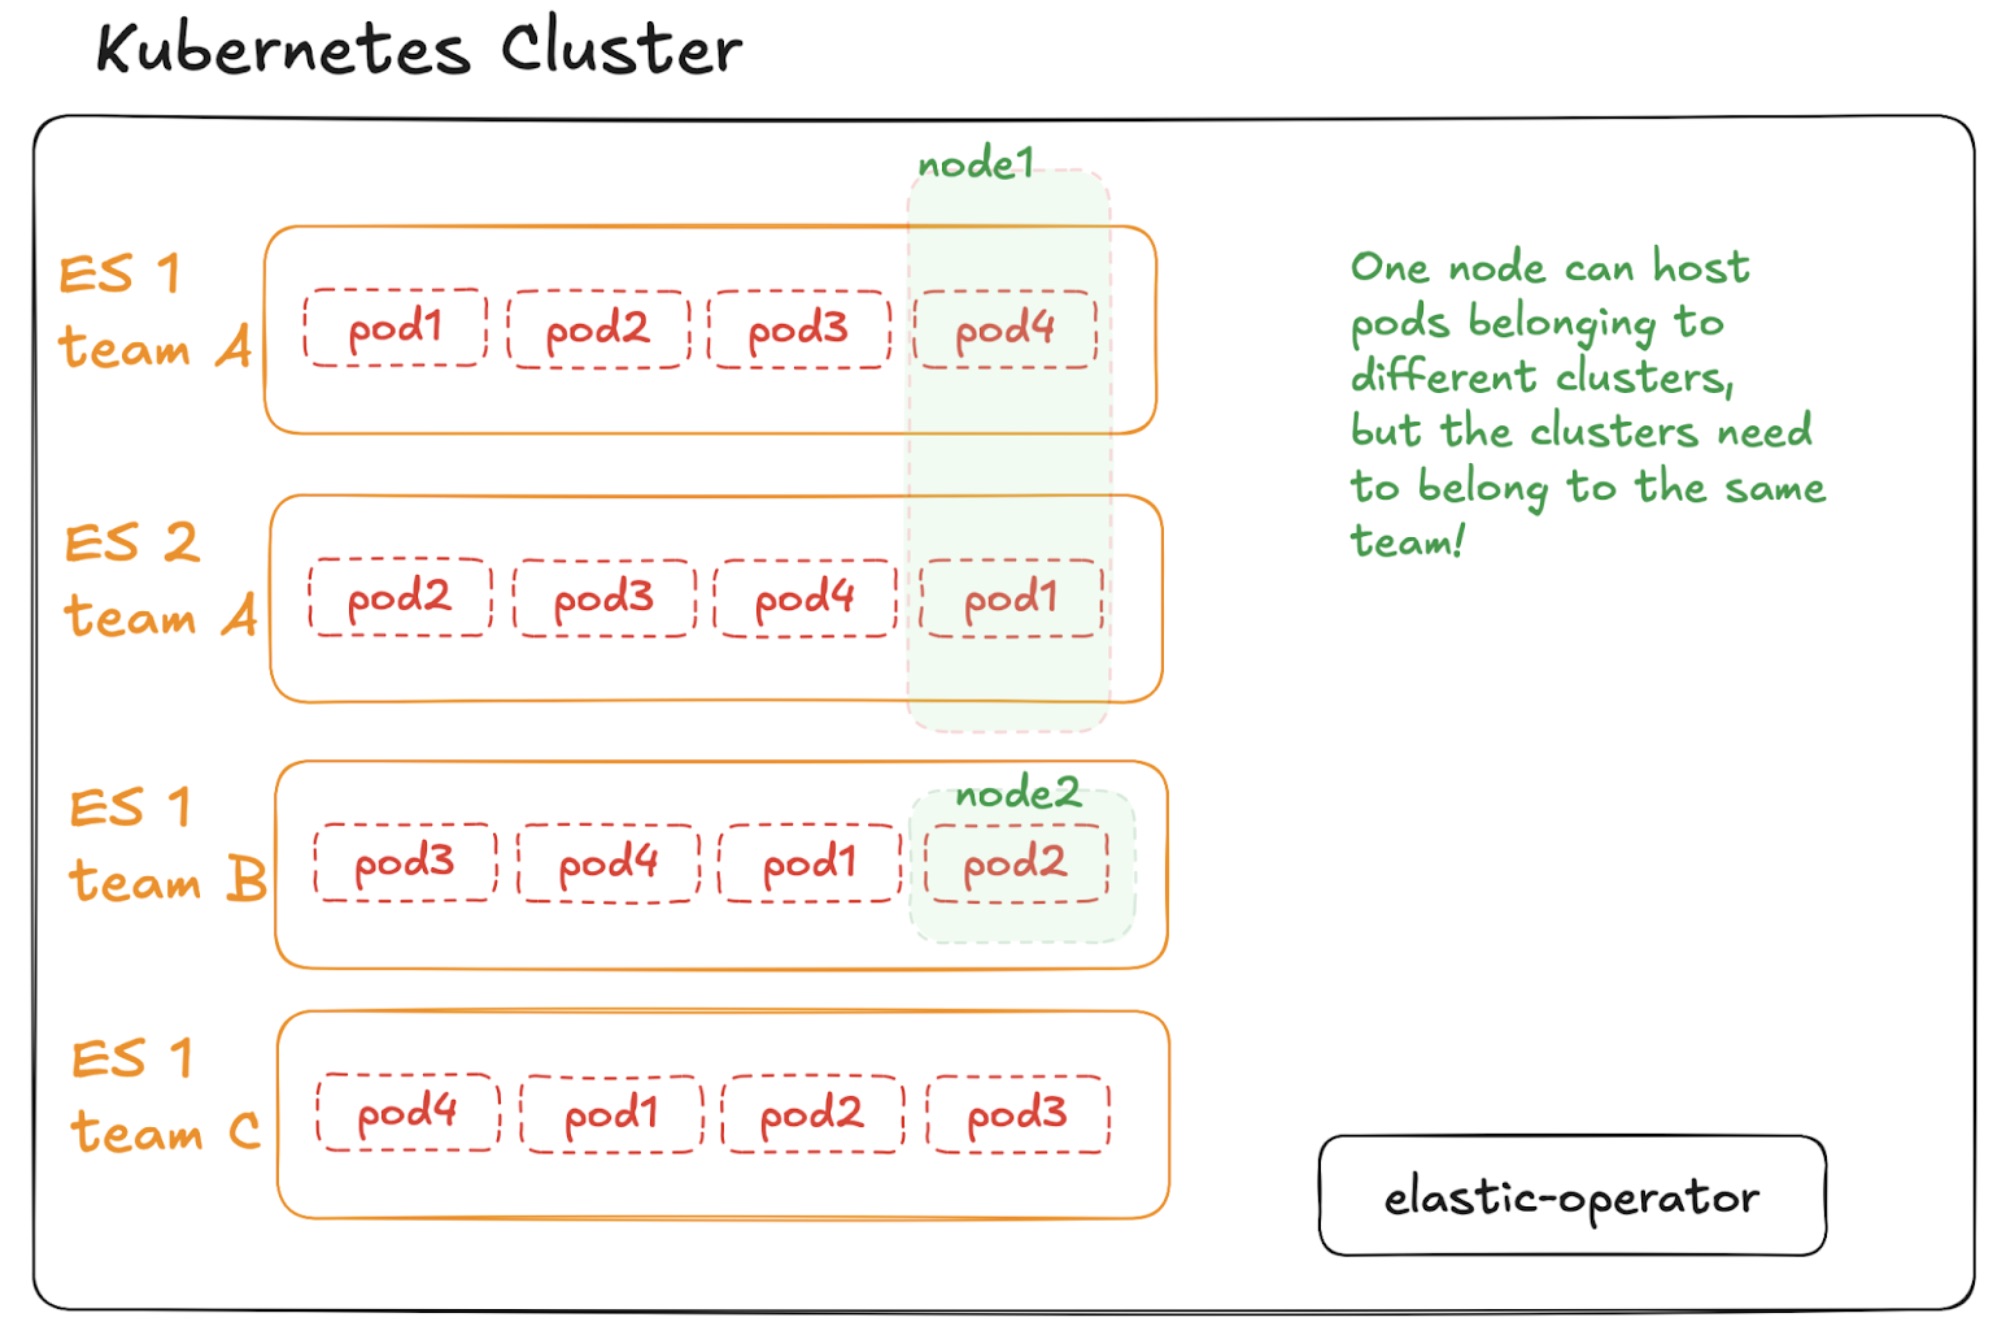 Kubernetes Cluster
node1
ES 1
team A
pod1
pod2
pod3
pod4
ES 2
team A
pod2
pod3
pod4
pod1
ES 1
team B
node2
pod3
pod4
pod1
pod2
ES 1
team C
pod4
pod1
pod2
pod3
One node can host
pods belonging to
different clusters,
but the clusters need
to belong to the same
team!
elastic-operator